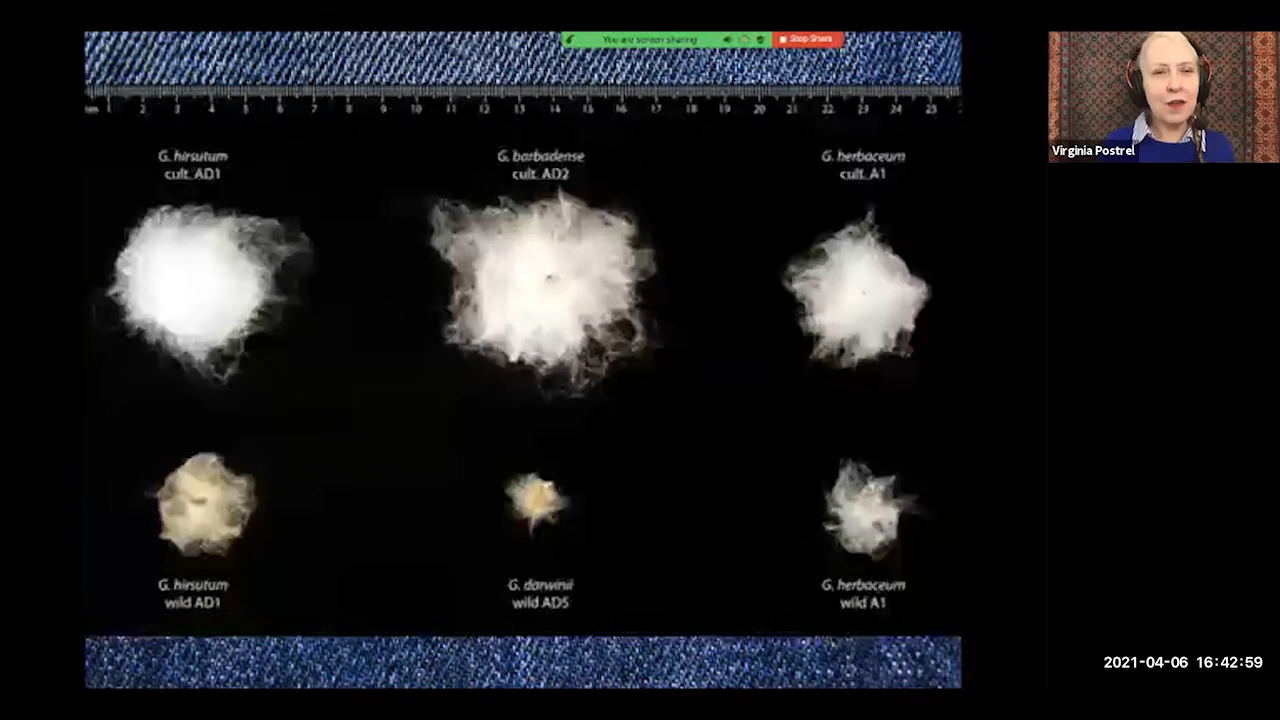 You are screen sharing Stop Share
cm 1 2 3 4 5 6 7 8 9 10 11 12 13 14 15 16 17 18 19 20 21 22 23 24 25
G. hirsutum
cult. AD1
G. barbadense
cult. AD2
G. herbaceum
cult. A1
G. hirsutum
wild AD1
G. darwinii
wild AD5
G. herbaceum
wild A1
Virginia Postrel
2021-04-06 16:42:59